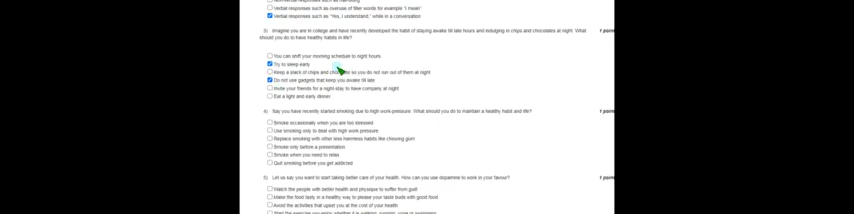 Verbal responses such as overuse of filler words for example 'I mean'
Verbal responses such as "Yes, I understand," while in a conversation
3) Imagine you are in college and have recently developed the habit of staying awake till late hours and indulging in chips and chocolates at night. What 1 point
should you do to have healthy habits in life?
You can shift your morning schedule to night hours
Try to sleep early
Keep a stack of chips and so you do not run out of them at night
Do not use gadgets that keep you awake till late
Invite your friends for a night-stay to have company at night
Eat a light and early dinner
4) Say you have recently started smoking due to high work-pressure. What should you do to maintain a healthy habit and life? 1 point
Smoke occasionally when you are too stressed
Use smoking only to deal with high work pressure
Replace smoking with other less harmless habits like chewing gum
Smoke only before a presentation
Smoke when you need to relax
Quit smoking before you get addicted
5) Let us say you want to start taking better care of your health. How can you use dopamine to work in your favour? 1 point
Watch the people with better health and physique to suffer from guilt
Make the food tasty in a healthy way to please your taste buds with good food
Avoid the activities that upset you at the cost of your health